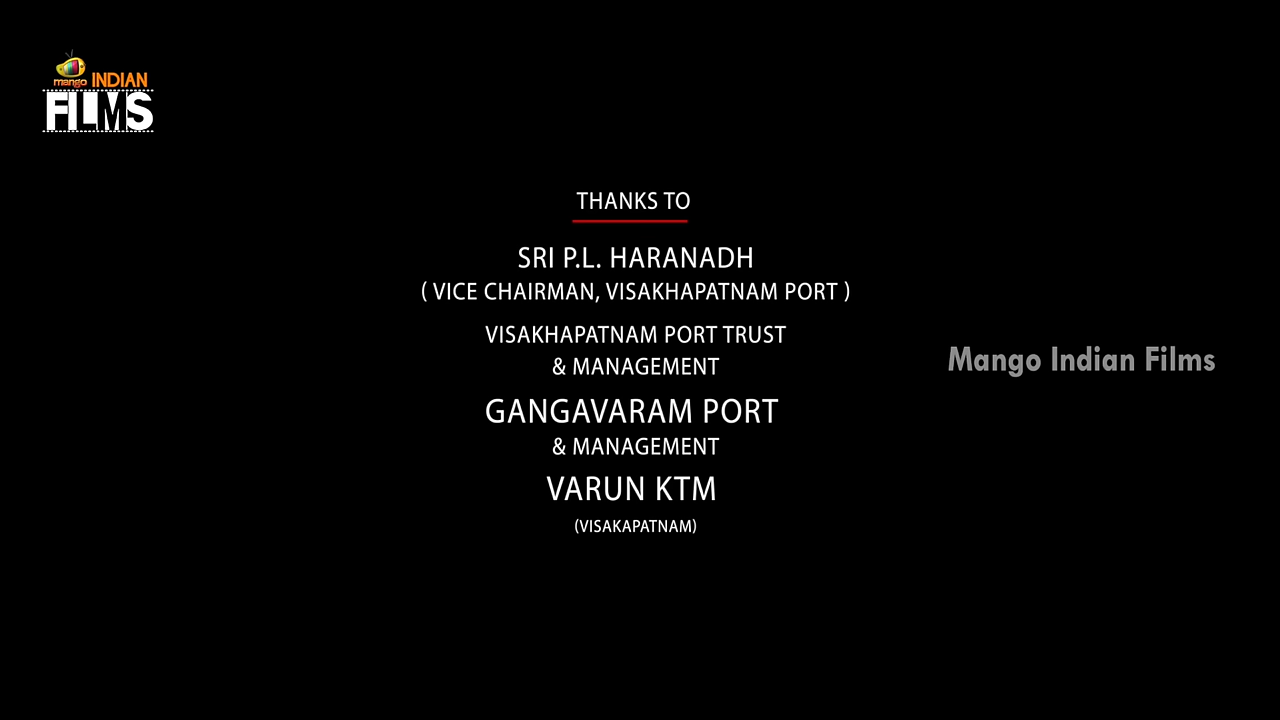 mango INDIAN
FILMS
THANKS TO
SRI P.L. HARANADH
( VICE CHAIRMAN, VISAKHAPATNAM PORT )
VISAKHAPATNAM PORT TRUST
& MANAGEMENT
Mango Indian Films
GANGAVARAM PORT
& MANAGEMENT
VARUN KTM
(VISAKAPATNAM)